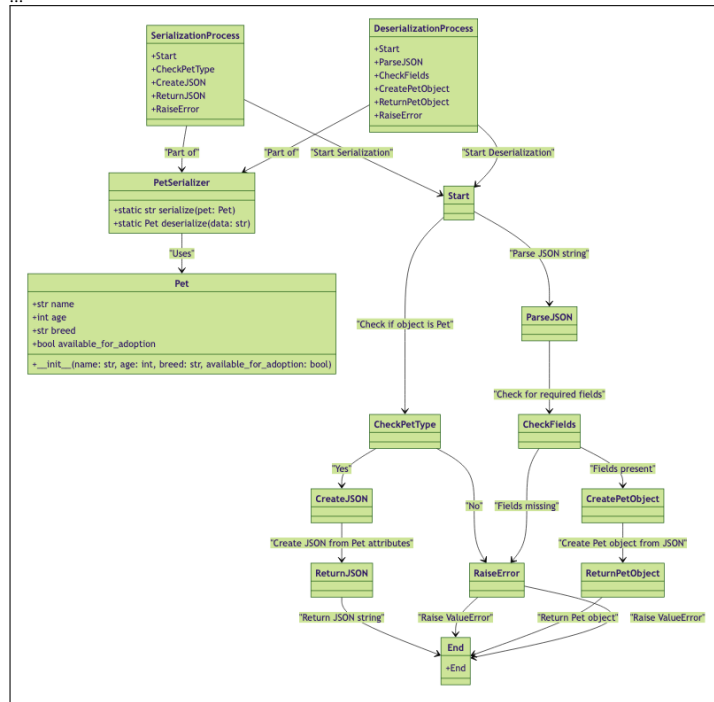 ...
SerializationProcess
+Start
+CheckPetType
+CreateJSON
+ReturnJSON
+RaiseError
DeserializationProcess
+Start
+ParseJSON
+CheckFields
+CreatePetObject
+ReturnPetObject
+RaiseError
"Part of"
"Part of"
"Start Serialization"
"Start Deserialization"
PetSerializer
+static str serialize(pet: Pet)
+static Pet deserialize(data: str)
Start
"Uses"
"Parse JSON string"
Pet
+str name
+int age
+str breed
+bool available_for_adoption
+__init__(name: str, age: int, breed: str, available_for_adoption: bool)
"Check if object is Pet"
ParseJSON
"Check for required fields"
CheckPetType
CheckFields
"Yes"
"Fields present"
CreateJSON
"No"
"Fields missing"
CreatePetObject
"Create JSON from Pet attributes"
"Create Pet object from JSON"
ReturnJSON
RaiseError
ReturnPetObject
"Return JSON string"
"Raise ValueError"
"Return Pet object"
"Raise ValueError"
End
+End